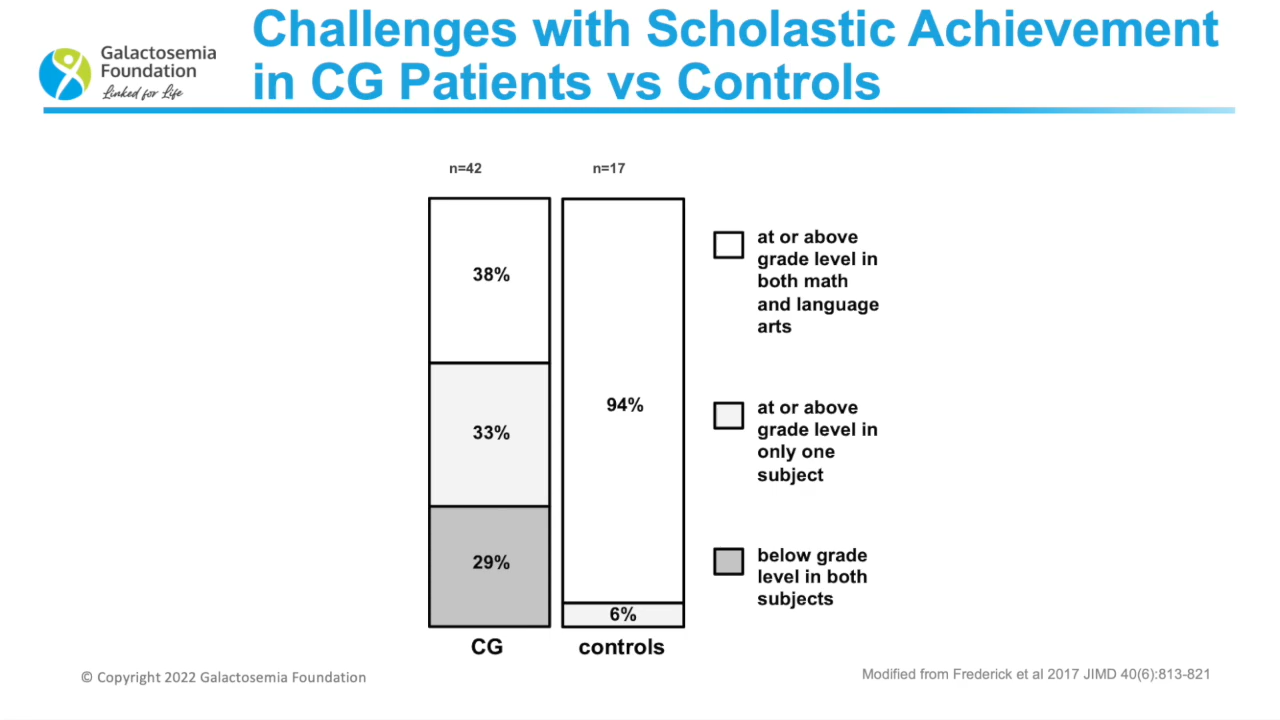 Challenges with Scholastic Achievement
in CG Patients vs Controls
Galactosemia
Foundation
Linked for Life
n=42
n=17
38%
33%
29%
94%
6%
CG
controls
at or above
grade level in
both math
and language
arts
at or above
grade level in
only one
subject
below grade
level in both
subjects
© Copyright 2022 Galactosemia Foundation
Modified from Frederick et al 2017 JIMD 40(6):813-821